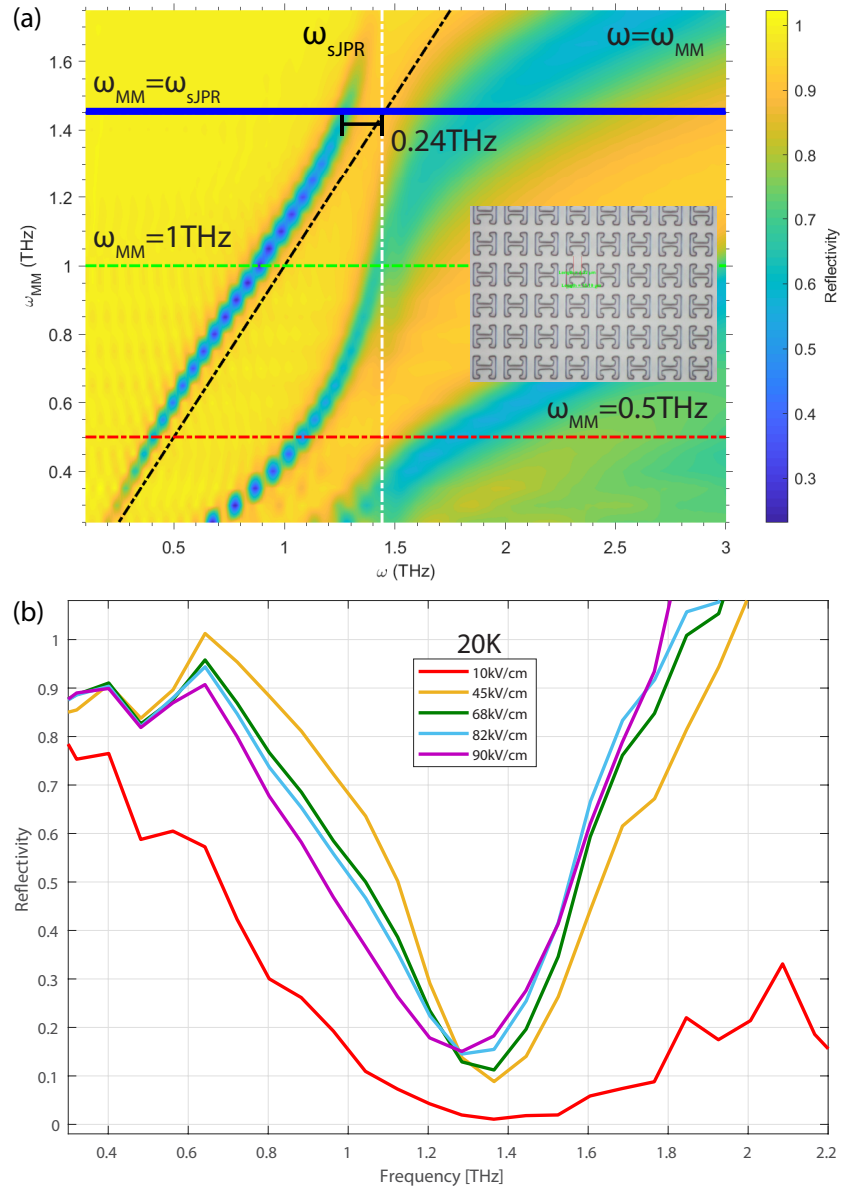 (a)
ω_sJPR
ω=ω_MM
ω_MM=ω_sJPR
0.24THz
ω_MM=1THz
ω_MM=0.5THz
ω_MM (THz)
1.6
1.4
1.2
1
0.8
0.6
0.4
0.5
1
1.5
2
2.5
3
ω (THz)
1
0.9
0.8
0.7
0.6
0.5
0.4
0.3
Reflectivity
(b)
20K
10kV/cm
45kV/cm
68kV/cm
82kV/cm
90kV/cm
Reflectivity
1
0.9
0.8
0.7
0.6
0.5
0.4
0.3
0.2
0.1
0
0.4
0.6
0.8
1
1.2
1.4
1.6
1.8
2
2.2
Frequency [THz]